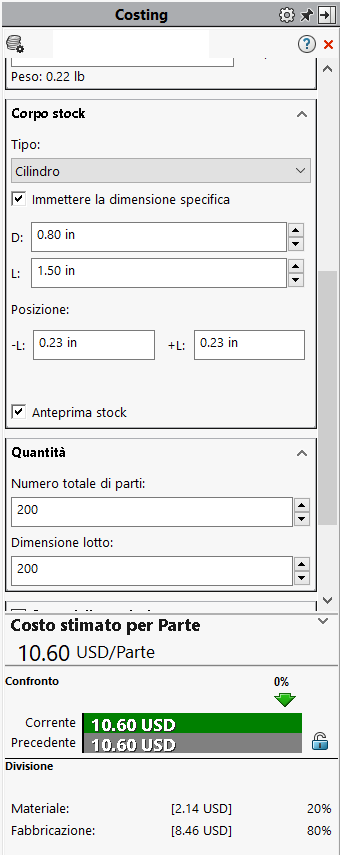 Costing
Peso: 0.22 lb
Corpo stock
Tipo:
Cilindro
Immettere la dimensione specifica
D: 0.80 in
L: 1.50 in
Posizione:
-L: 0.23 in +L: 0.23 in
Anteprima stock
Quantità
Numero totale di parti:
200
Dimensione lotto:
200
Costo stimato per Parte
10.60 USD/Parte
Confronto 0%
Corrente 10.60 USD
Precedente 10.60 USD
Divisione
Materiale: [2.14 USD] 20%
Fabbricazione: [8.46 USD] 80%